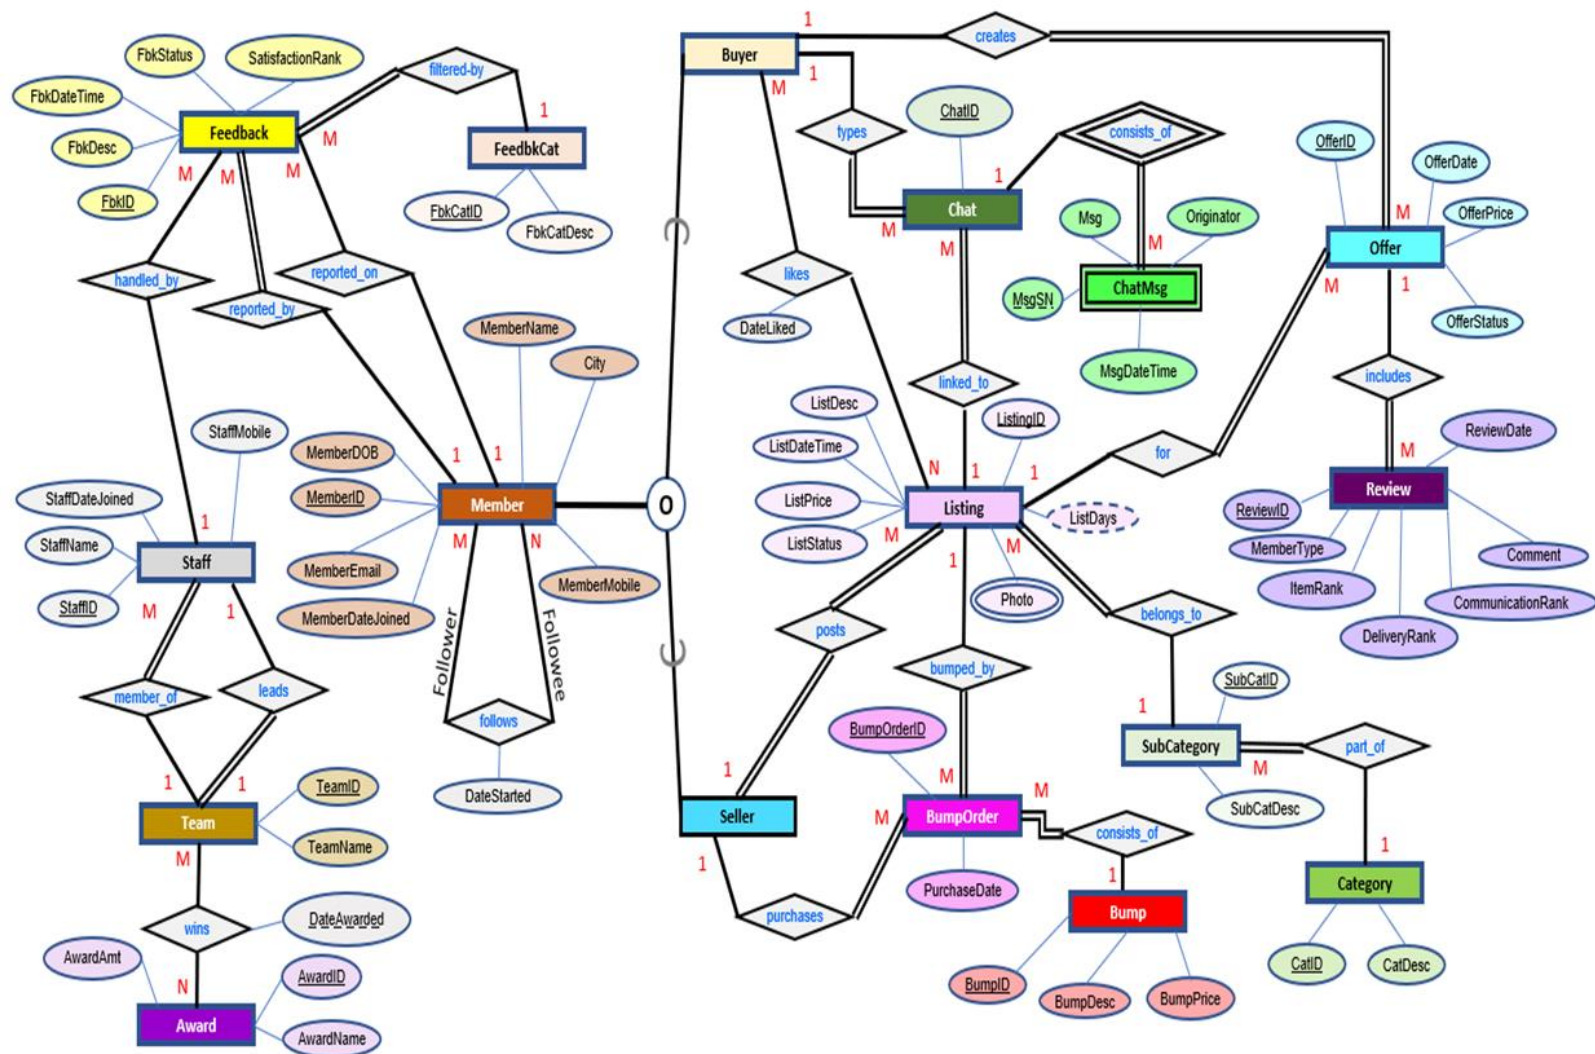 FbkStatus
SatisfactionRank
FbkDateTime
FbkDesc
FbkID
Feedback
M
M
M
M
filtered-by
1
FeedbkCat
FbkCatID
FbkCatDesc
handled_by
reported_by
reported_on
MemberName
City
MemberDOB
MemberID
MemberEmail
MemberDateJoined
MemberMobile
1
1
Member
M
N
Follower
Followee
follows
DateStarted
StaffMobile
StaffDateJoined
StaffName
StaffID
1
Staff
M
1
member_of
leads
1
1
Team
TeamID
TeamName
M
wins
DateAwarded
N
AwardAmt
AwardID
Award
AwardName
O
1
Buyer
M
1
creates
types
likes
DateLiked
ChatID
consists_of
1
Chat
M
M
Msg
Originator
M
MsgSN
ChatMsg
MsgDateTime
OfferID
OfferDate
OfferPrice
OfferStatus
M
Offer
M
1
includes
M
ReviewDate
Review
ReviewID
MemberType
ItemRank
DeliveryRank
CommunicationRank
Comment
linked_to
for
ListDesc
ListDateTime
ListPrice
ListStatus
ListingID
ListDays
Photo
N
1
1
Listing
M
1
M
posts
bumped_by
belongs_to
SubCatID
1
SubCategory
M
SubCatDesc
part_of
1
Category
CatID
CatDesc
1
Seller
1
purchases
BumpOrderID
M
M
M
BumpOrder
PurchaseDate
consists_of
1
Bump
BumpID
BumpDesc
BumpPrice